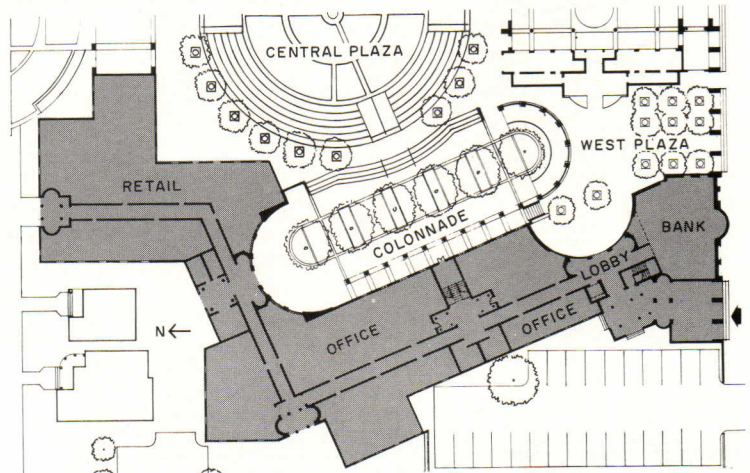 CENTRAL PLAZA
WEST PLAZA
RETAIL
COLONNADE
BANK
LOBBY
N
OFFICE
OFFICE